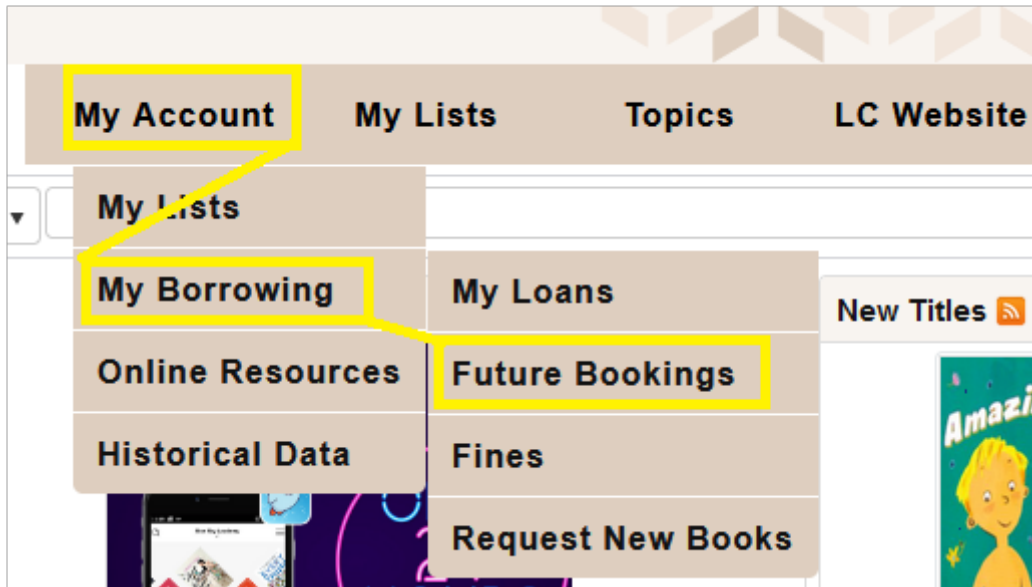 My Account My Lists Topics LC Website
My Lists
My Borrowing
My Loans
New Titles
Online Resources
Future Bookings
Amazi
Historical Data
Fines
Request New Books